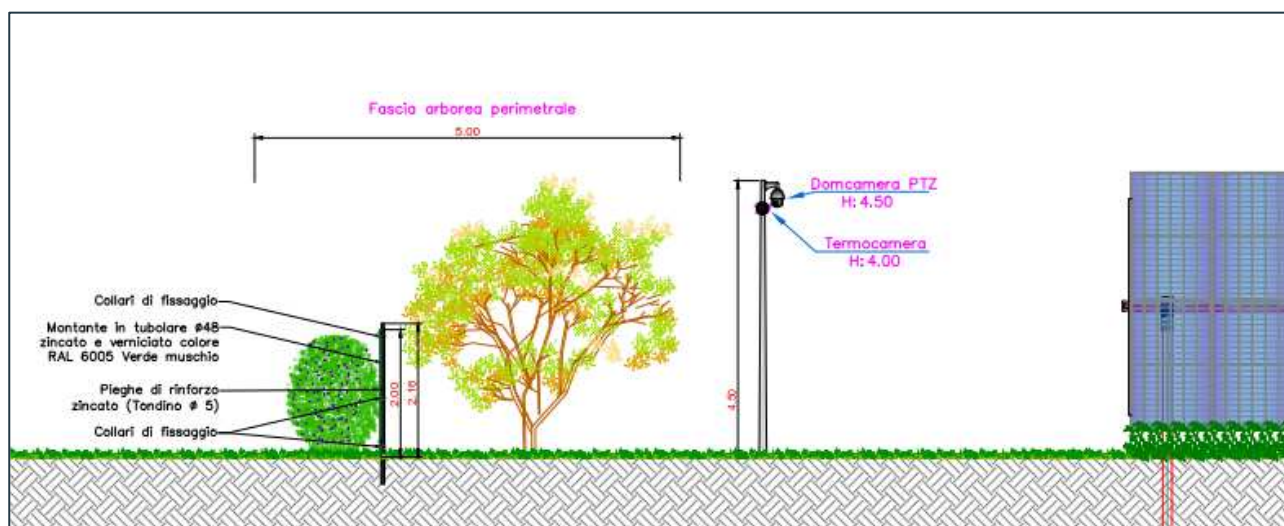 Fascia arborea perimetrale
5.00
Domcamera PTZ
H: 4.50
Termocamera
H: 4.00
Collari di fissaggio
Montante in tubolare ø48
zincato e verniciato colore
RAL 6005 Verde muschio
Pieghe di rinforzo
zincato (Tondino ø 5)
Collari di fissaggio
2.00
2.10
4.50